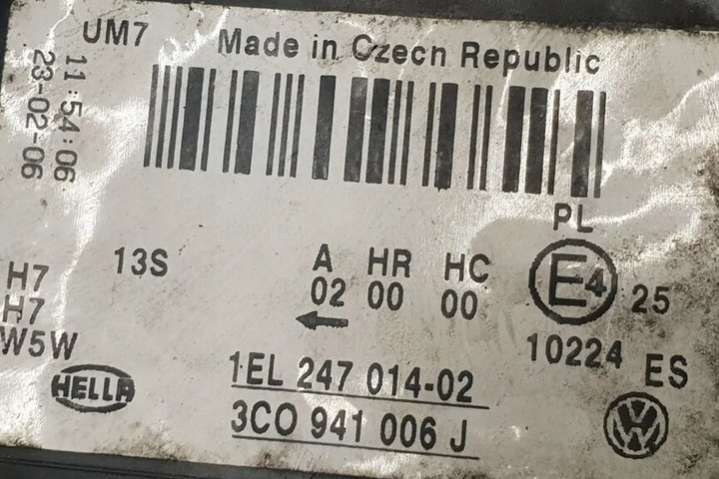 UM7
Made in Czech Republic
11:54:06
23-02-06
PL
13S
A HR HC
02 00 00
E4 25
10224 ES
H7
H7
W5W
HELLA
1EL 247 014-02
3C0 941 006 J
VW